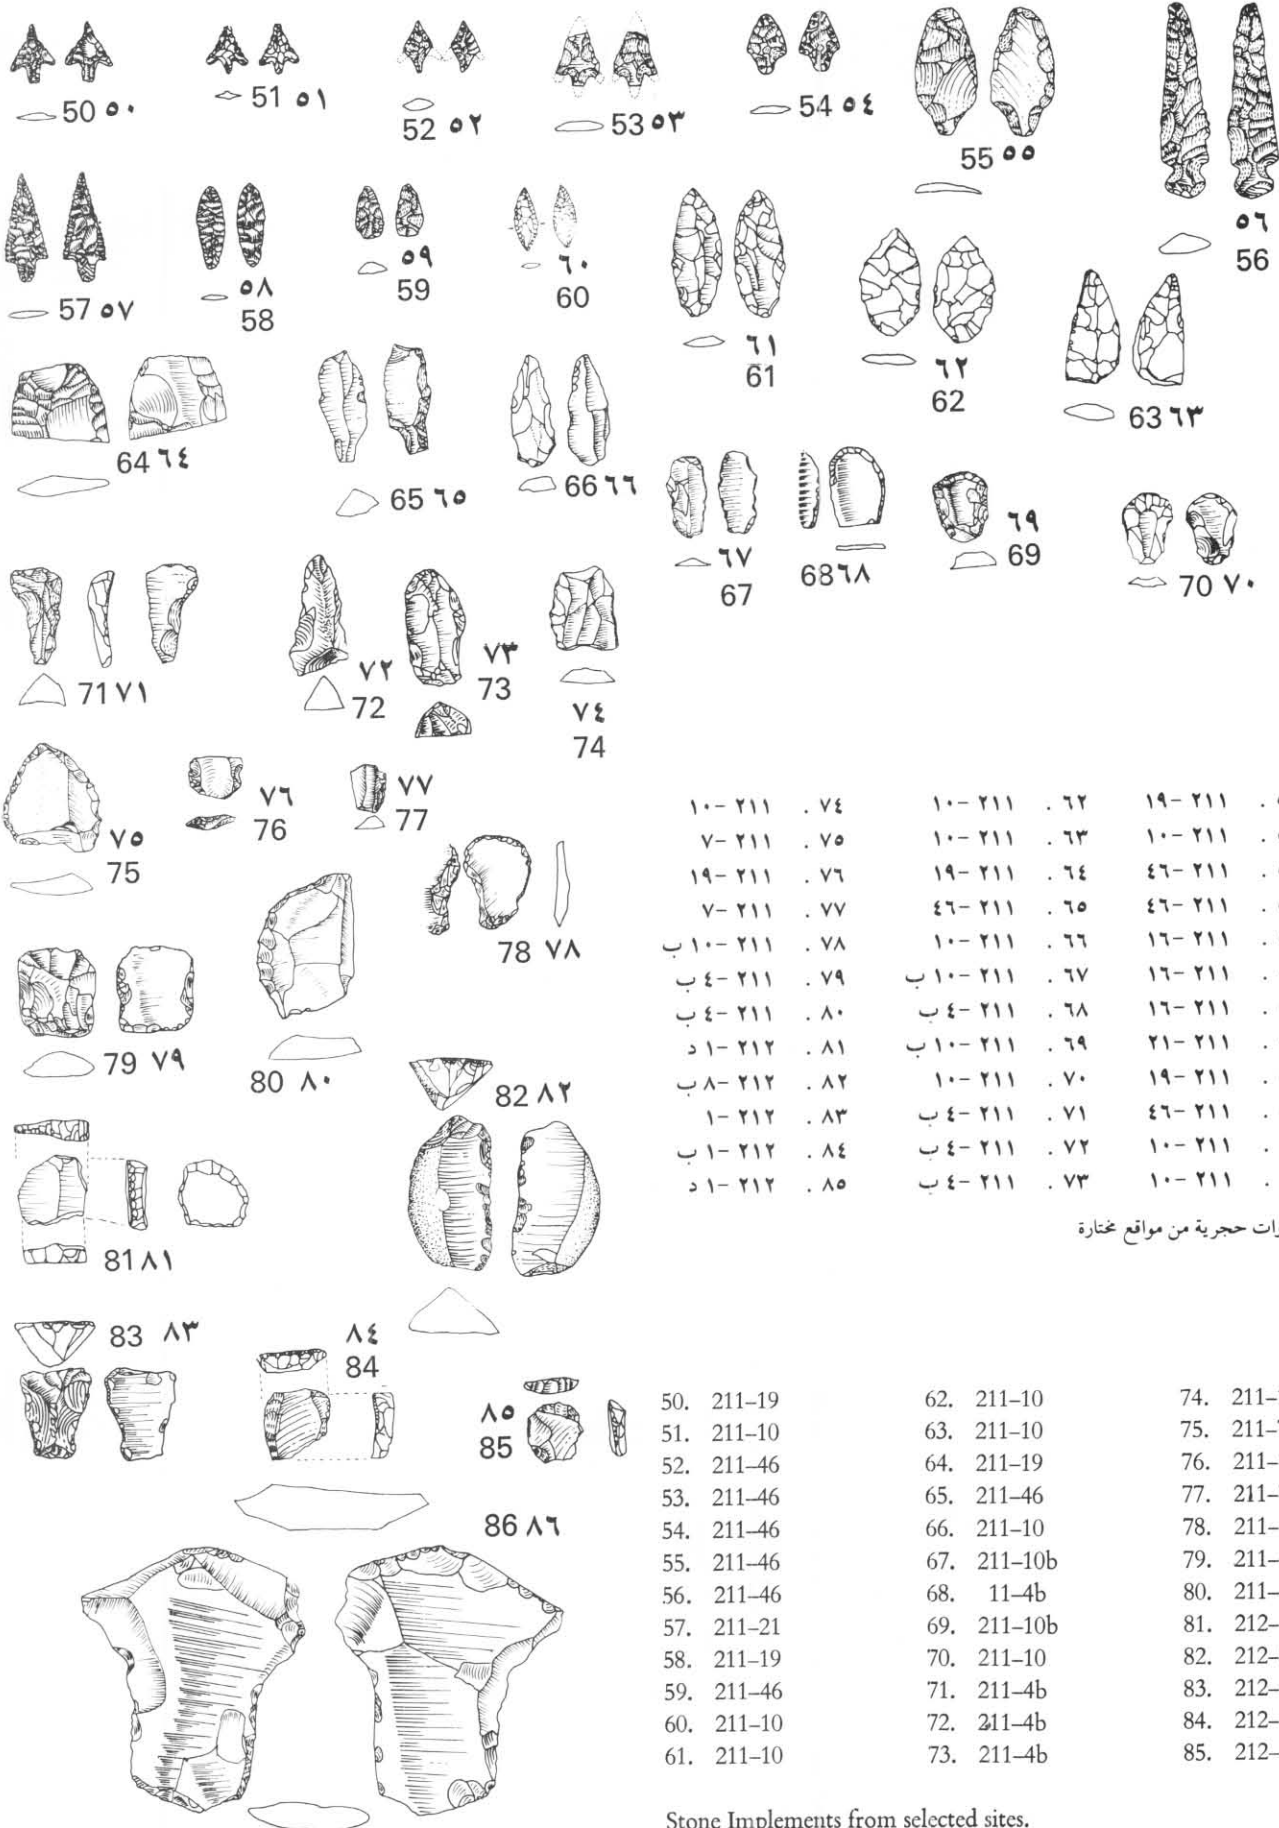 50 ٥٠
51 ٥١
52 ٥٢
53 ٥٣
54 ٥٤
55 ٥٥
٥٦
56
57 ٥٧
٥٨
58
٥٩
59
٦٠
60
٦١
61
٦٢
62
63 ٦٣
64 ٦٤
65 ٦٥
66 ٦٦
٦٧
67
68 ٦٨
٦٩
69
70 ٧٠
71 ٧١
٧٢
72
٧٣
73
٧٤
74
٧٥
75
٧٦
76
٧٧
77
78 ٧٨
79 ٧٩
80 ٨٠
81 ٨١
82 ٨٢
83 ٨٣
٨٤
84
٨٥
85
86 ٨٦
٢١١-١٩ ٦٢. ٢١١-١٠ ٧٤. ٢١١-١٠
٢١١-١٠ ٦٣. ٢١١-١٠ ٧٥. ٢١١-٧
٢١١-٤٦ ٦٤. ٢١١-١٩ ٧٦. ٢١١-١٩
٢١١-٤٦ ٦٥. ٢١١-٤٦ ٧٧. ٢١١-٧
٢١١-١٦ ٦٦. ٢١١-١٠ ٧٨. ٢١١-١٠ ب
٢١١-١٦ ٦٧. ٢١١-١٠ ب ٧٩. ٢١١-٤ ب
٢١١-١٦ ٦٨. ٢١١-٤ ب ٨٠. ٢١١-٤ ب
٢١١-٢١ ٦٩. ٢١١-١٠ ب ٨١. ٢١٢-١ د
٢١١-١٩ ٧٠. ٢١١-١٠ ٨٢. ٢١٢-٨ ب
٢١١-٤٦ ٧١. ٢١١-٤ ب ٨٣. ٢١٢-١
٢١١-١٠ ٧٢. ٢١١-٤ ب ٨٤. ٢١٢-١ ب
٢١١-١٠ ٧٣. ٢١١-٤ ب ٨٥. ٢١٢-١ د
حجرية من مواقع مختارة
50. 211–19 62. 211–10 74. 211–
51. 211–10 63. 211–10 75. 211–
52. 211–46 64. 211–19 76. 211–
53. 211–46 65. 211–46 77. 211–
54. 211–46 66. 211–10 78. 211–
55. 211–46 67. 211–10b 79. 211–
56. 211–46 68. 11–4b 80. 211–
57. 211–21 69. 211–10b 81. 212–
58. 211–19 70. 211–10 82. 212–
59. 211–46 71. 211–4b 83. 212–
60. 211–10 72. 211–4b 84. 212–
61. 211–10 73. 211–4b 85. 212–
Stone Implements from selected sites.